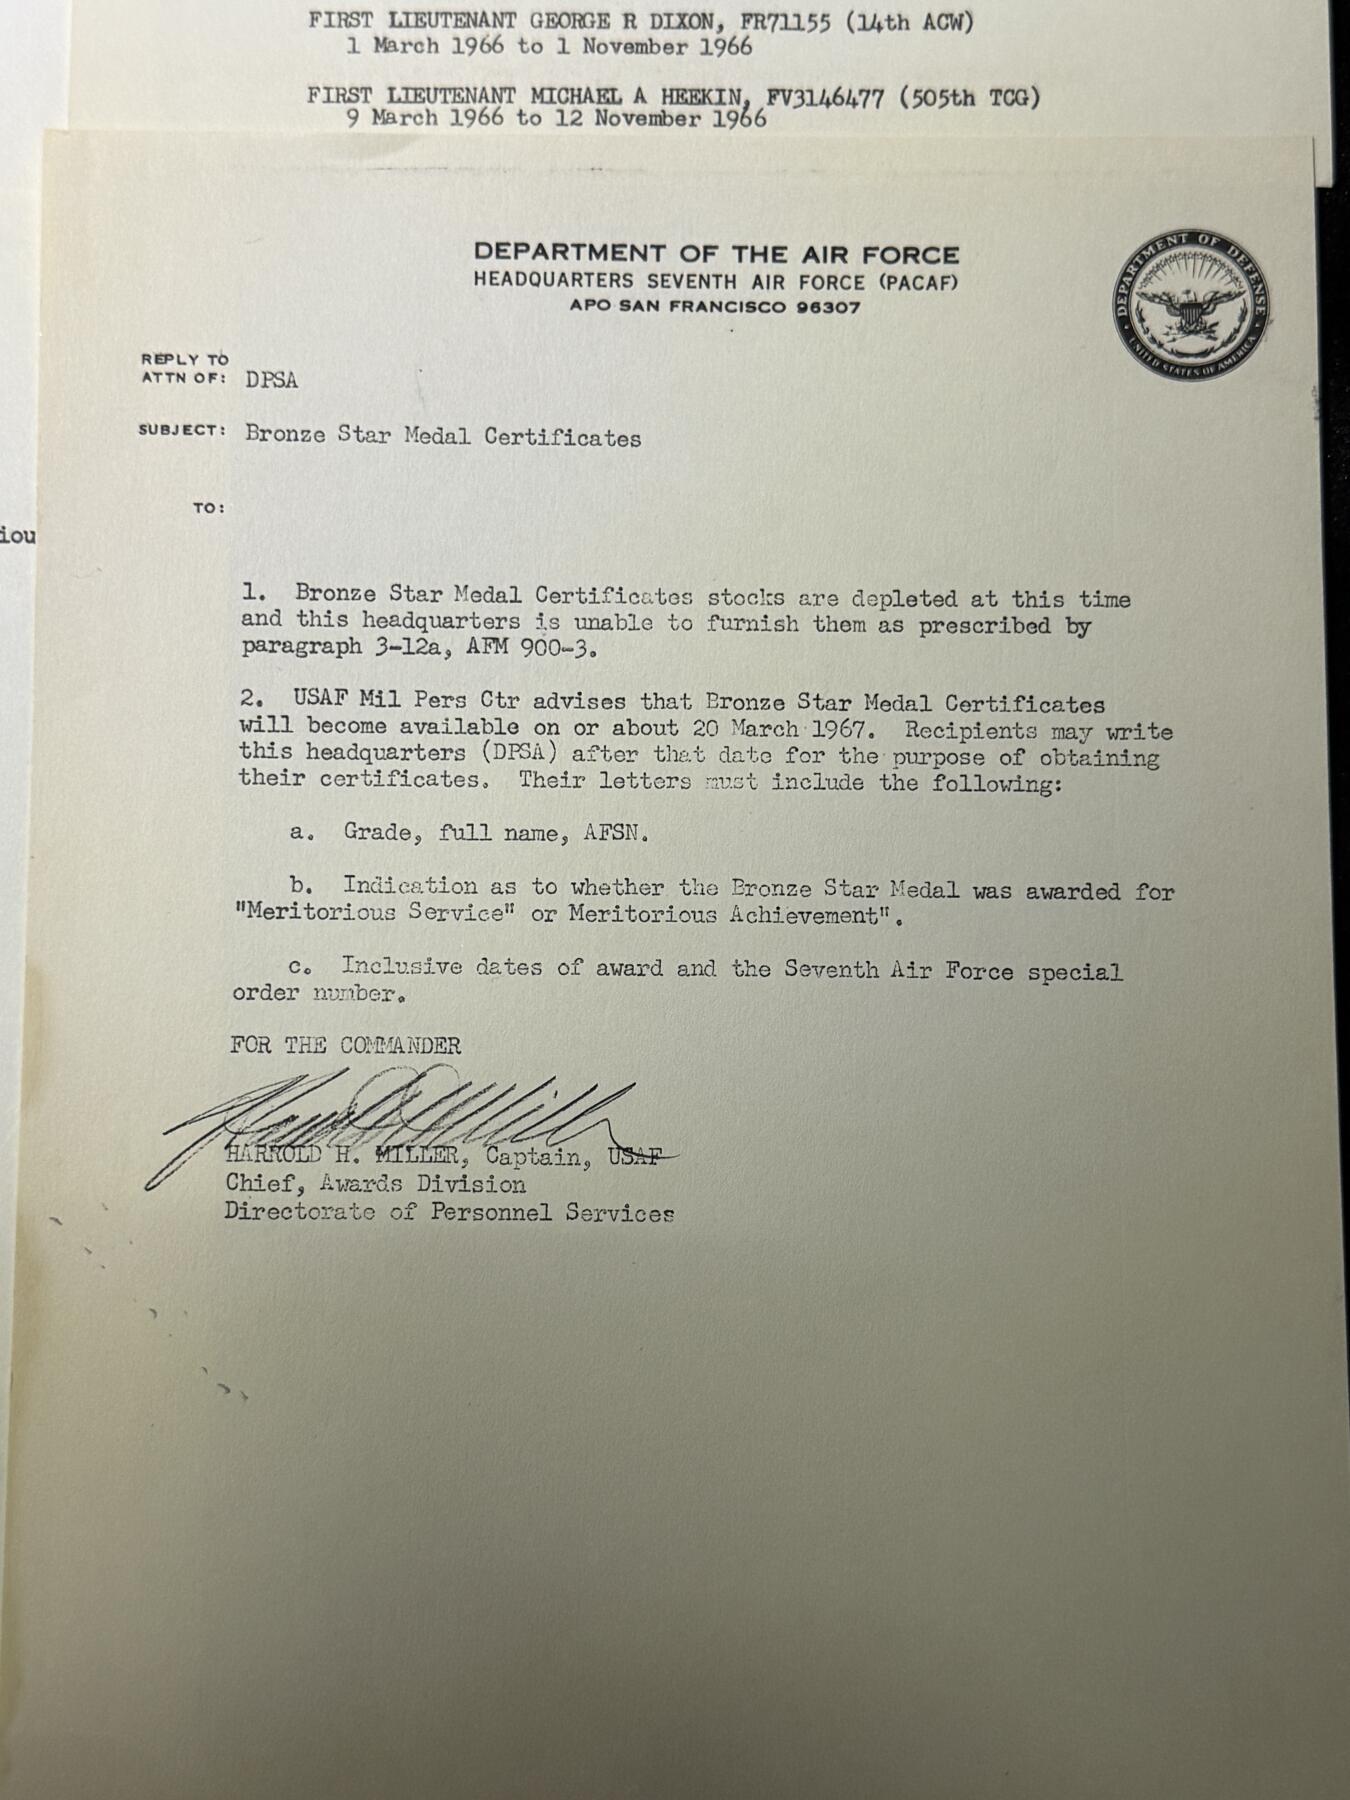 FIRST LIEUTENANT GEORGE R DIXON, FR71155 (14th ACW)
1 March 1966 to 1 November 1966
FIRST LIEUTENANT MICHAEL A HEEKIN, FV3146477 (505th TCG)
9 March 1966 to 12 November 1966
DEPARTMENT OF THE AIR FORCE
HEADQUARTERS SEVENTH AIR FORCE (PACAF)
APO SAN FRANCISCO 96307
DEPARTMENT OF DEFENSE
UNITED STATES OF AMERICA
REPLY TO
ATTN OF: DPSA
SUBJECT: Bronze Star Medal Certificates
TO:
iou
1. Bronze Star Medal Certificates stocks are depleted at this time
and this headquarters is unable to furnish them as prescribed by
paragraph 3-12a, AFM 900-3.
2. USAF Mil Pers Ctr advises that Bronze Star Medal Certificates
will become available on or about 20 March 1967. Recipients may write
this headquarters (DPSA) after that date for the purpose of obtaining
their certificates. Their letters must include the following:
a. Grade, full name, AFSN.
b. Indication as to whether the Bronze Star Medal was awarded for
"Meritorious Service" or Meritorious Achievement".
c. Inclusive dates of award and the Seventh Air Force special
order number.
FOR THE COMMANDER
HARROLD H. MILLER, Captain, USAF
Chief, Awards Division
Directorate of Personnel Services